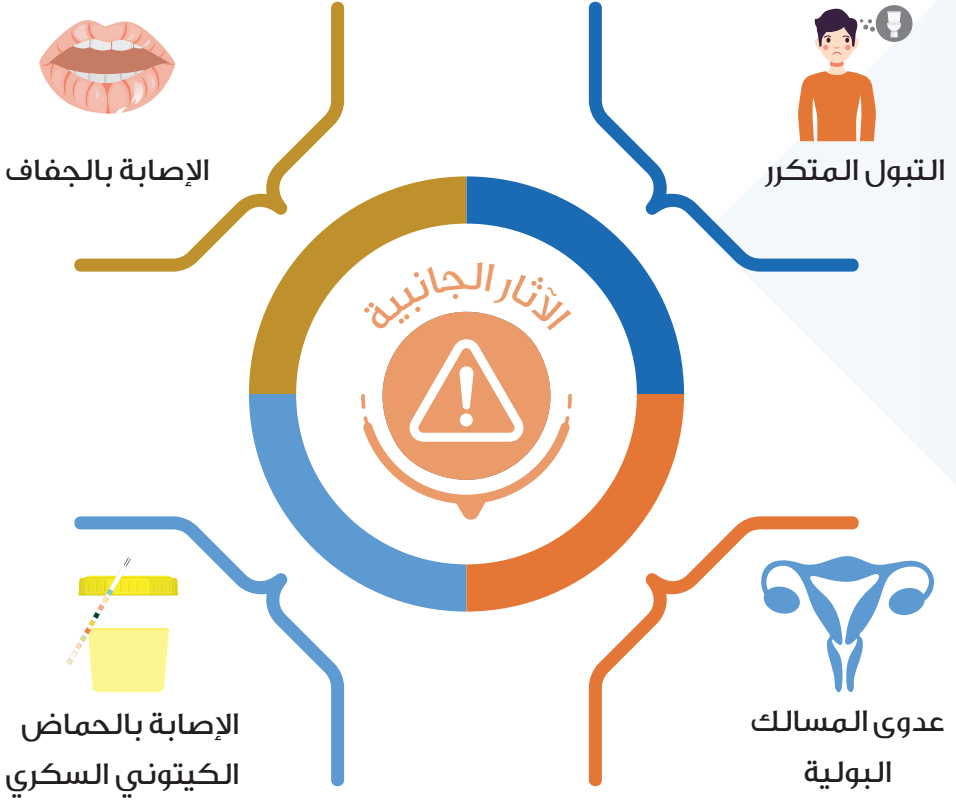 التبول المتكرر
الإصابة بالجفاف
الآثار الجانبية
عدوى المسالك
البولية
الإصابة بالحماض
الكيتوني السكري